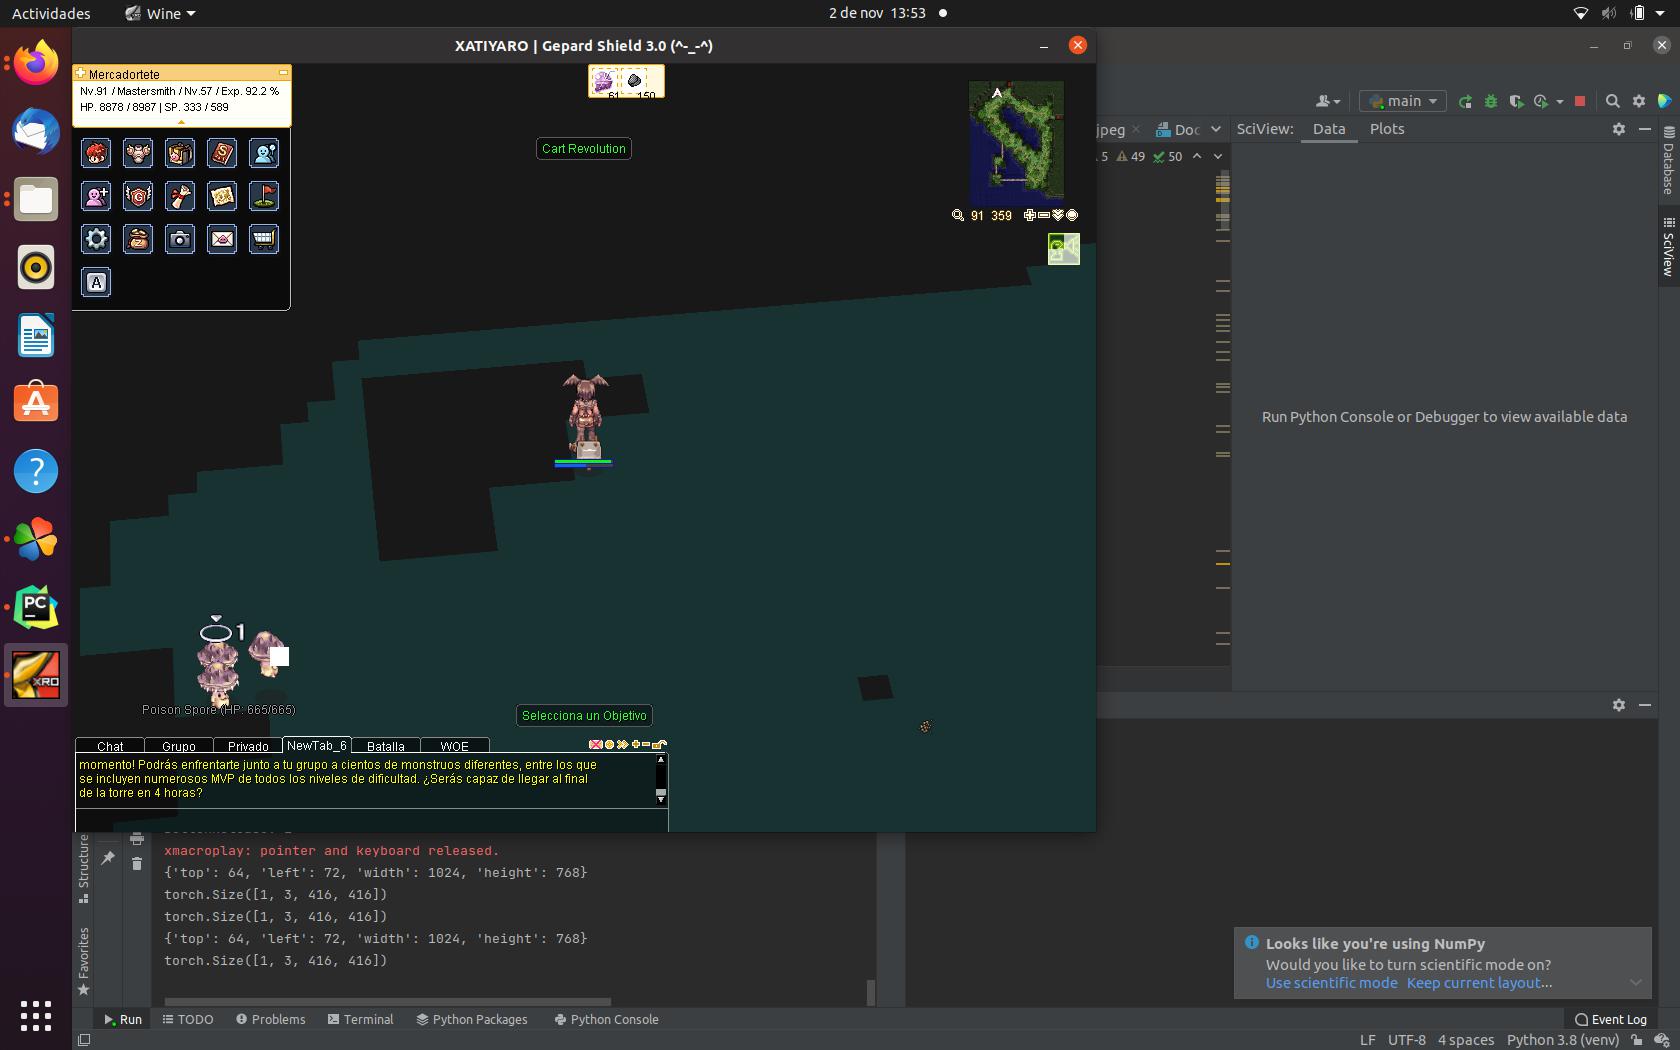 Actividades
Wine
2 de nov 13:53
XATIYARO | Gepard Shield 3.0 (^-_-^)
Mercadortete
Nv.91 / Mastersmith / Nv.57 / Exp. 92.2 %
HP. 8878 / 8987 | SP. 333 / 589
61 150
Cart Revolution
91 359
A
main
jpeg
Doc
SciView:
Data
Plots
5 49 50
Database
SciView
Run Python Console or Debugger to view available data
PC
XRO
1
Poison Spore (HP: 665/665)
Selecciona un Objetivo
Chat
Grupo
Privado
NewTab_6
Batalla
WOE
momento! Podrás enfrentarte junto a tu grupo a cientos de monstruos diferentes, entre los que
se incluyen numerosos MVP de todos los niveles de dificultad. ¿Serás capaz de llegar al final
de la torre en 4 horas?
Structure
Favorites
xmacroplay: pointer and keyboard released.
{'top': 64, 'left': 72, 'width': 1024, 'height': 768}
torch.Size([1, 3, 416, 416])
torch.Size([1, 3, 416, 416])
{'top': 64, 'left': 72, 'width': 1024, 'height': 768}
torch.Size([1, 3, 416, 416])
Looks like you're using NumPy
Would you like to turn scientific mode on?
Use scientific mode Keep current layout...
Run
TODO
Problems
Terminal
Python Packages
Python Console
Event Log
LF UTF-8 4 spaces Python 3.8 (venv)